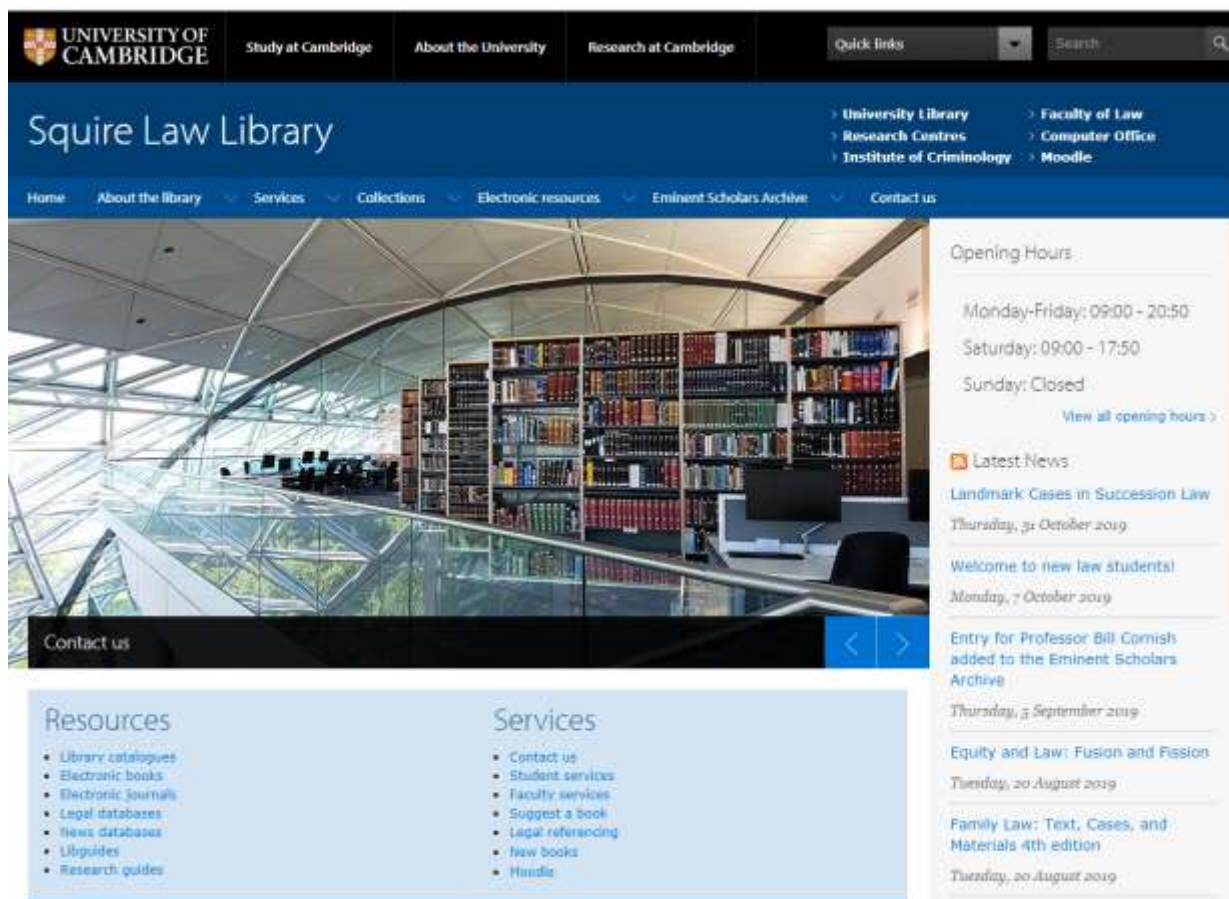 UNIVERSITY OF
CAMBRIDGE
Study at Cambridge
About the University
Research at Cambridge
Quick links
Search
Squire Law Library
University Library
Research Centres
Institute of Criminology
Faculty of Law
Computer Office
Moodle
Home
About the library
Services
Collections
Electronic resources
Eminent Scholars Archive
Contact us
Contact us
Resources
Library catalogues
Electronic books
Electronic journals
Legal databases
News databases
Libguides
Research guides
Services
Contact us
Student services
Faculty services
Suggest a book
Legal referencing
New books
Moodle
Opening Hours
Monday-Friday: 09:00 - 20:50
Saturday: 09:00 - 17:50
Sunday: Closed
View all opening hours >
Latest News
Landmark Cases in Succession Law
Thursday, 31 October 2019
Welcome to new law students!
Monday, 7 October 2019
Entry for Professor Bill Cornish
added to the Eminent Scholars
Archive
Thursday, 5 September 2019
Equity and Law: Fusion and Fission
Tuesday, 20 August 2019
Family Law: Text, Cases, and
Materials 4th edition
Tuesday, 20 August 2019